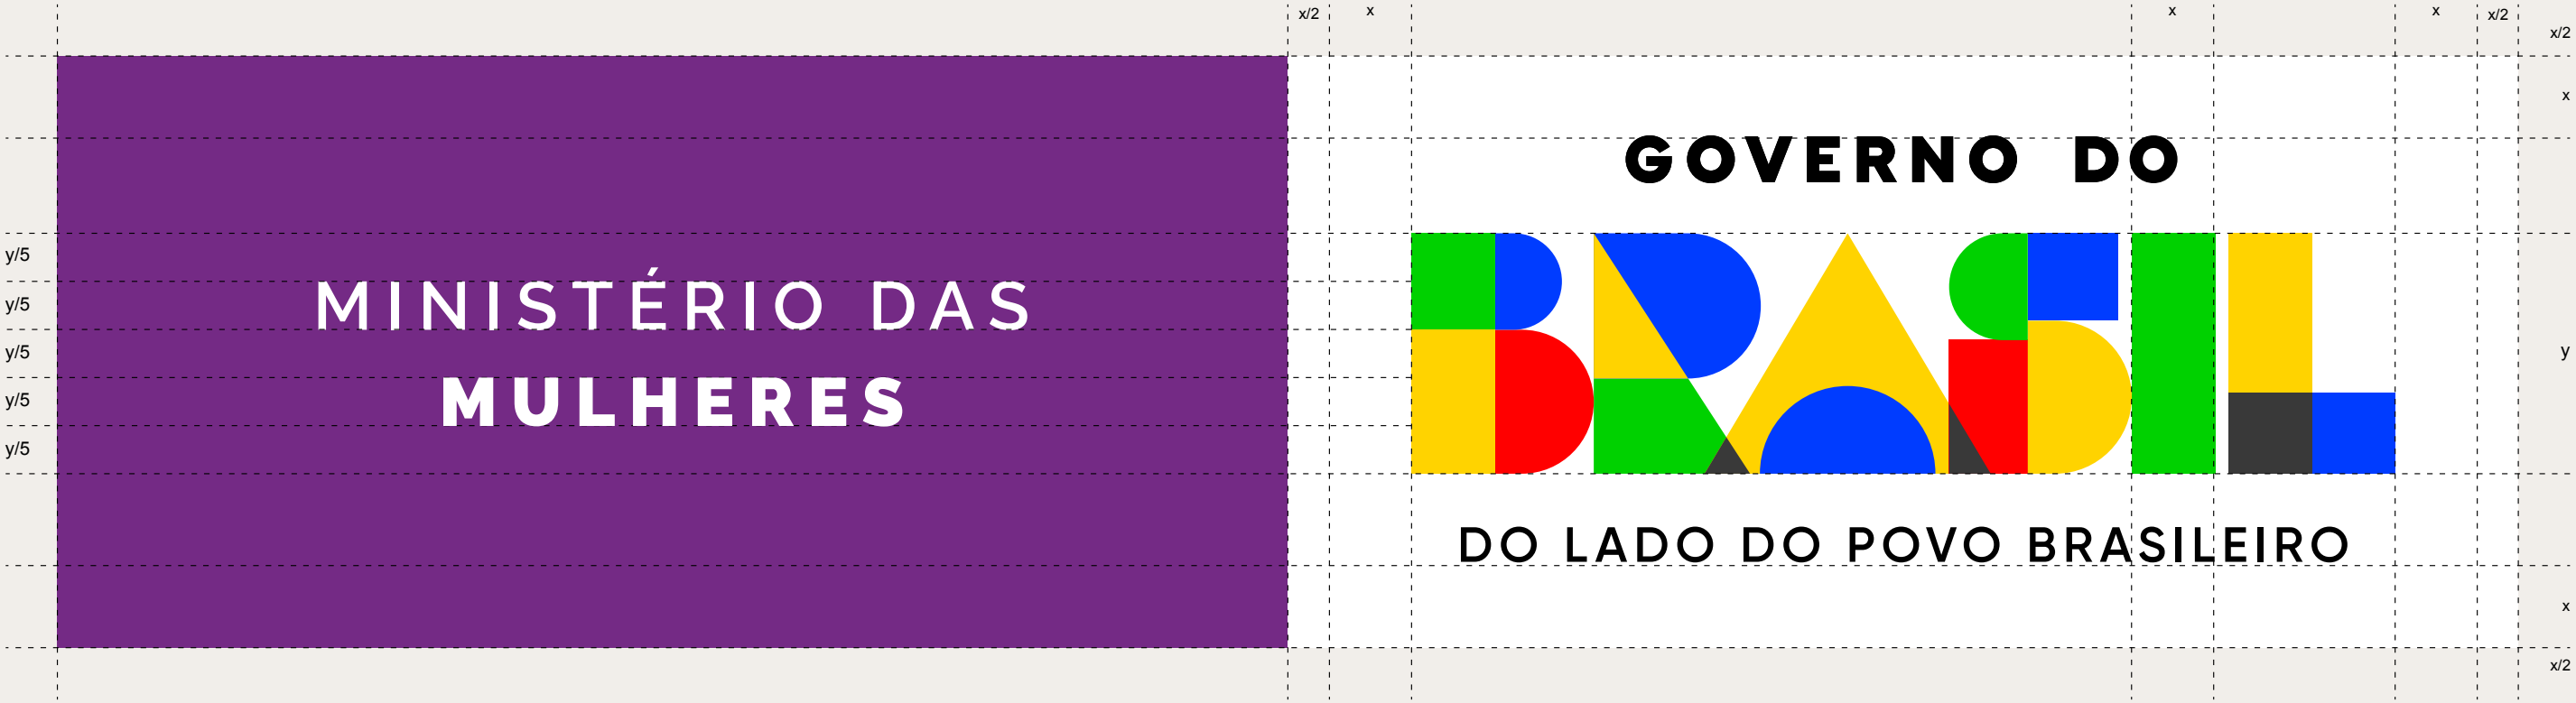 x/2 x x x x/2
x/2
x
GOVERNO DO
y/5
y/5
MINISTÉRIO DAS
BRASIL
y/5
y
MULHERES
y/5
y/5
DO LADO DO POVO BRASILEIRO
x
x/2